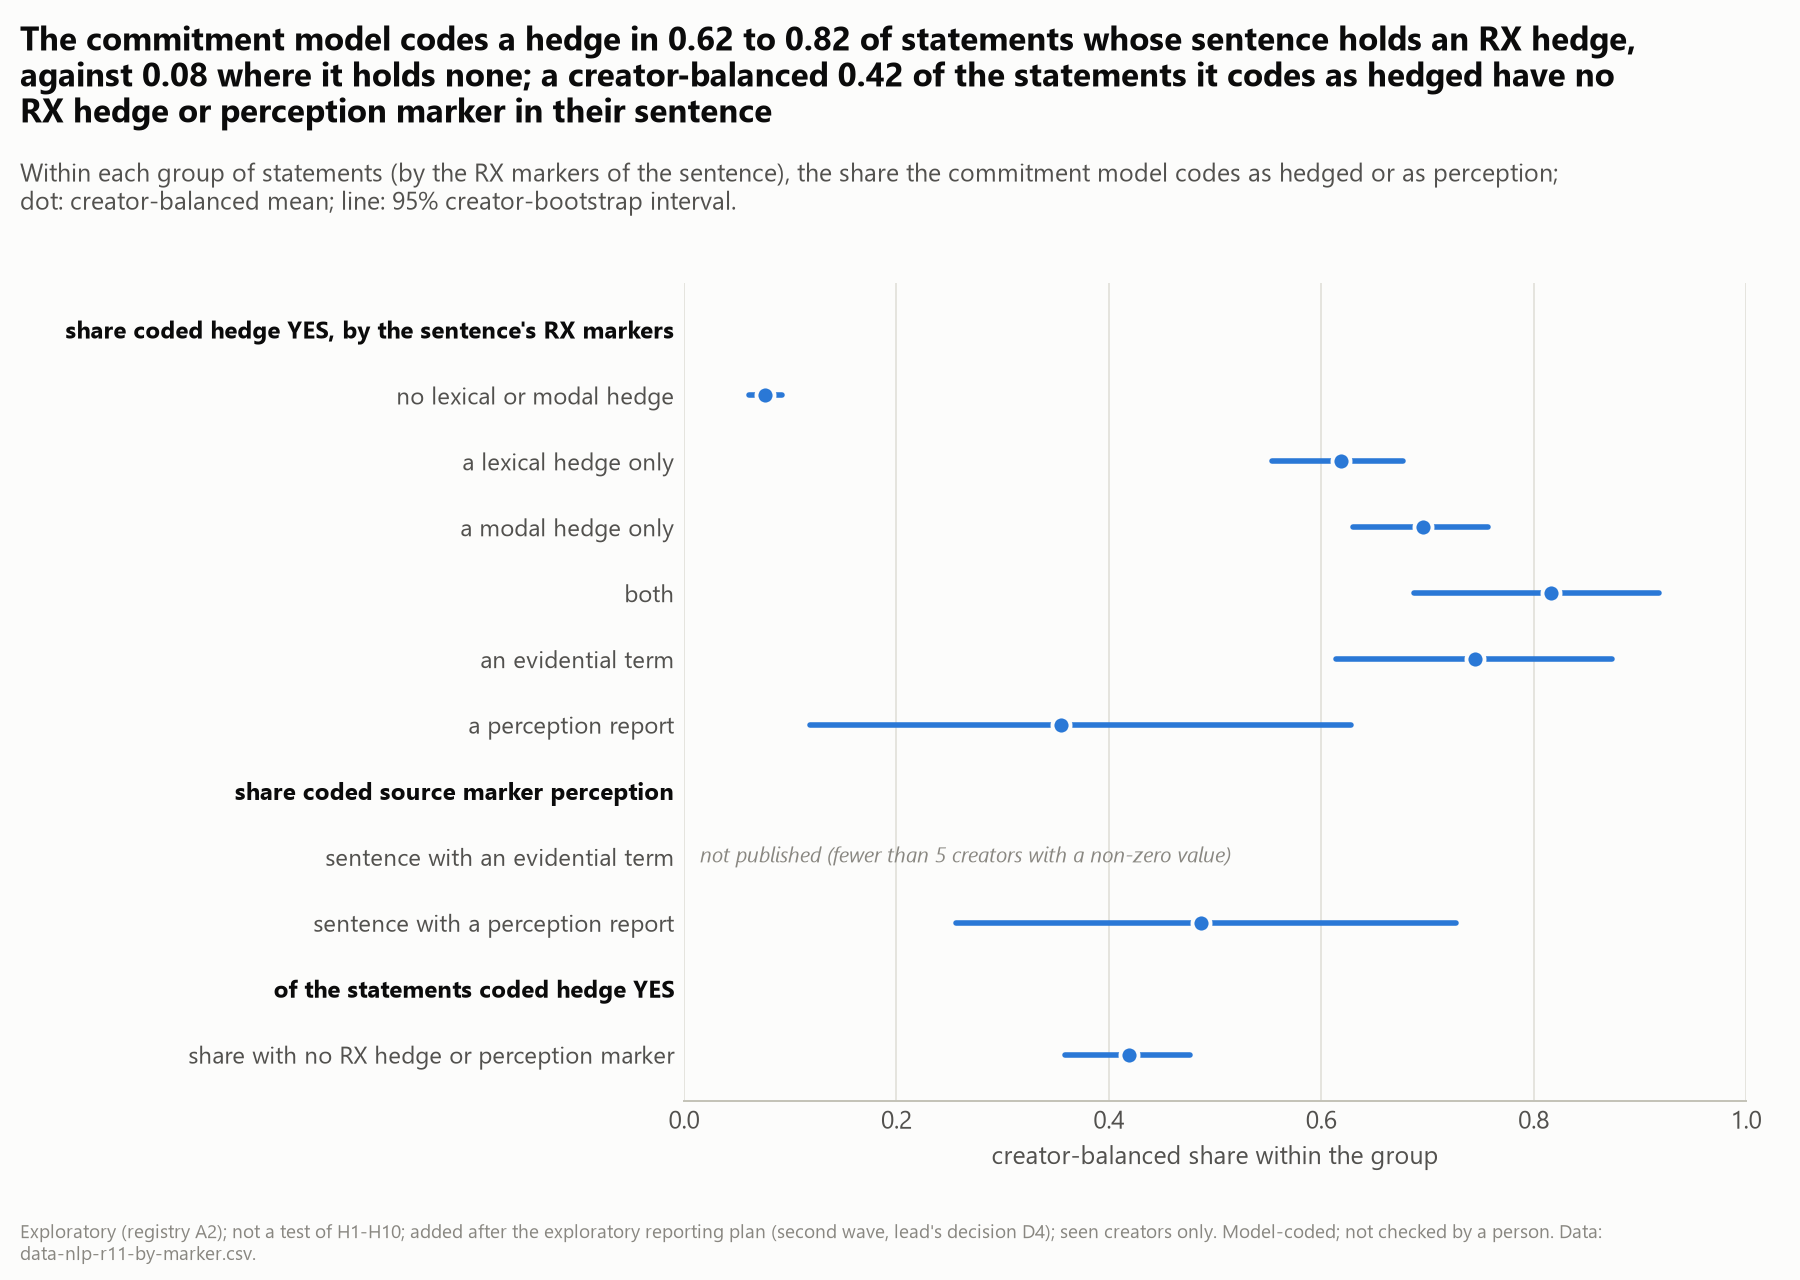 The commitment model codes a hedge in 0.62 to 0.82 of statements whose sentence holds an RX hedge,
against 0.08 where it holds none; a creator-balanced 0.42 of the statements it codes as hedged have no
RX hedge or perception marker in their sentence
Within each group of statements (by the RX markers of the sentence), the share the commitment model codes as hedged or as perception;
dot: creator-balanced mean; line: 95% creator-bootstrap interval.
share coded hedge YES, by the sentence's RX markers
no lexical or modal hedge
a lexical hedge only
a modal hedge only
both
an evidential term
a perception report
share coded source marker perception
sentence with an evidential term
not published (fewer than 5 creators with a non-zero value)
sentence with a perception report
of the statements coded hedge YES
share with no RX hedge or perception marker
0.0 0.2 0.4 0.6 0.8 1.0
creator-balanced share within the group
Exploratory (registry A2); not a test of H1-H10; added after the exploratory reporting plan (second wave, lead's decision D4); seen creators only. Model-coded; not checked by a person. Data:
data-nlp-r11-by-marker.csv.